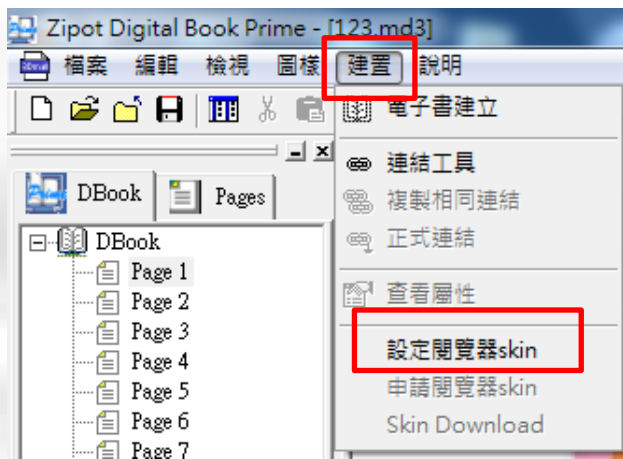 Zipot Digital Book Prime - [123.md3]
檔案 編輯 檢視 圖樣 建置 說明
電子書建立
連結工具
複製相同連結
正式連結
查看屬性
設定閱覽器skin
申請閱覽器skin
Skin Download
DBook Pages
DBook
Page 1
Page 2
Page 3
Page 4
Page 5
Page 6
Page 7